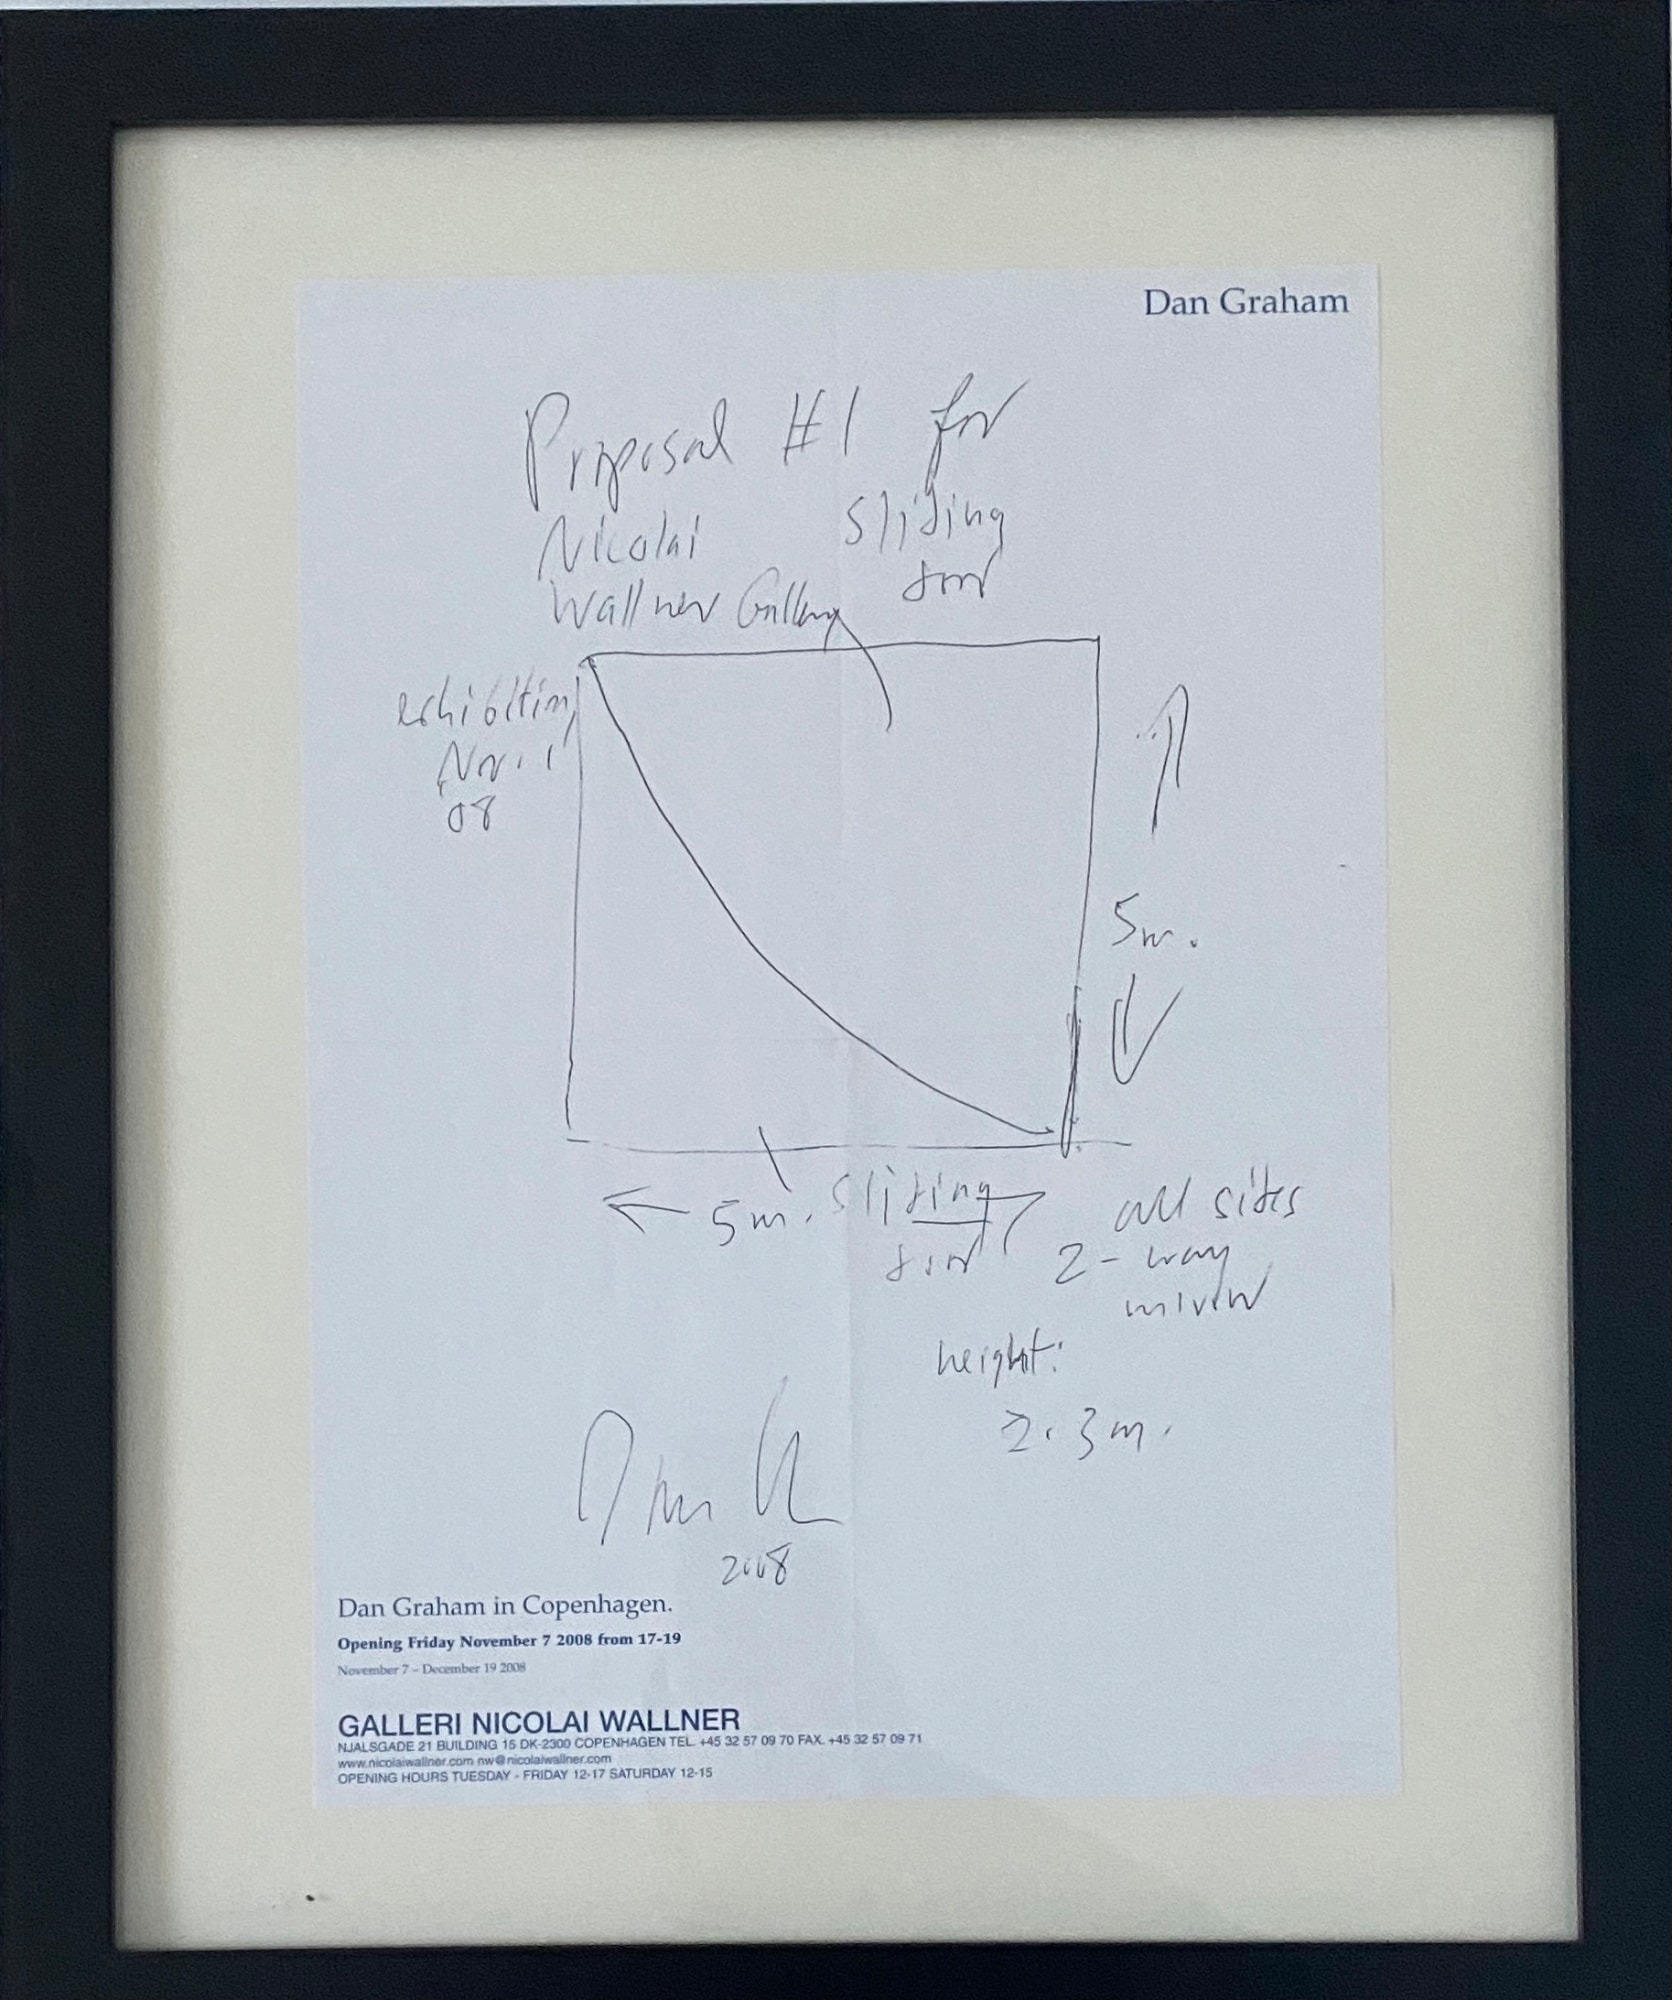 Dan Graham
Proposal #1 for
Nicolai
Wallner Gallery
sliding
door
exhibition
Nov. 1
08
5m.
5m. sliding
door
all sides
2-way
mirror
height:
2.3m.
2008
Dan Graham in Copenhagen.
Opening Friday November 7 2008 from 17-19
November 7 – December 19 2008
GALLERI NICOLAI WALLNER
NJALSGADE 21 BUILDING 15 DK-2300 COPENHAGEN TEL. +45 32 57 09 70 FAX. +45 32 57 09 71
www.nicolaiwallner.com nw@nicolaiwallner.com
OPENING HOURS TUESDAY - FRIDAY 12-17 SATURDAY 12-15